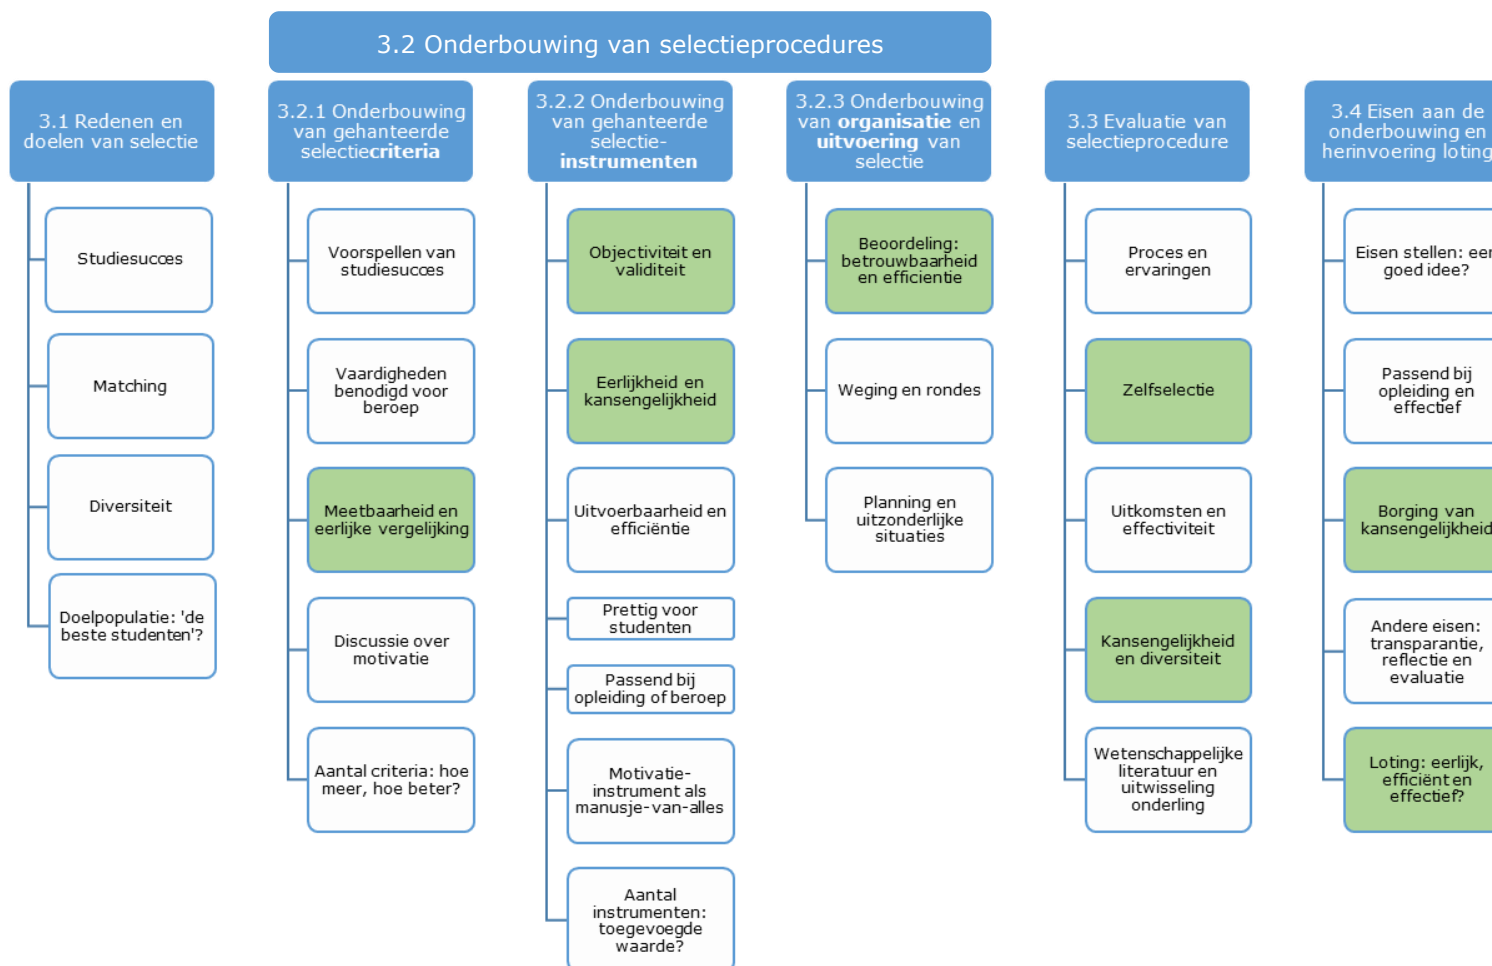 3.2 Onderbouwing van selectieprocedures
3.1 Redenen en
doelen van selectie
Studiesucces
Matching
Diversiteit
Doelpopulatie: 'de
beste studenten'?
3.2.1 Onderbouwing
van gehanteerde
selectiecriteria
Voorspellen van
studiesucces
Vaardigheden
benodigd voor
beroep
Meetbaarheid en
eerlijke vergelijking
Discussie over
motivatie
Aantal criteria: hoe
meer, hoe beter?
3.2.2 Onderbouwing
van gehanteerde
selectie-
instrumenten
Objectiviteit en
validiteit
Eerlijkheid en
kansengelijkheid
Uitvoerbaarheid en
efficiëntie
Prettig voor
studenten
Passend bij
opleiding of beroep
Motivatie-
instrument als
manusje-van-alles
Aantal
instrumenten:
toegevoegde
waarde?
3.2.3 Onderbouwing
van organisatie en
uitvoering van
selectie
Beoordeling:
betrouwbaarheid
en efficientie
Weging en rondes
Planning en
uitzonderlijke
situaties
3.3 Evaluatie van
selectieprocedure
Proces en
ervaringen
Zelfselectie
Uitkomsten en
effectiviteit
Kansengelijkheid
en diversiteit
Wetenschappelijke
literatuur en
uitwisseling
onderling
3.4 Eisen aan de
onderbouwing en
herinvoering loting
Eisen stellen: een
goed idee?
Passend bij
opleiding en
effectief
Borging van
kansengelijkheid
Andere eisen:
transparantie,
reflectie en
evaluatie
Loting: eerlijk,
efficiënt en
effectief?